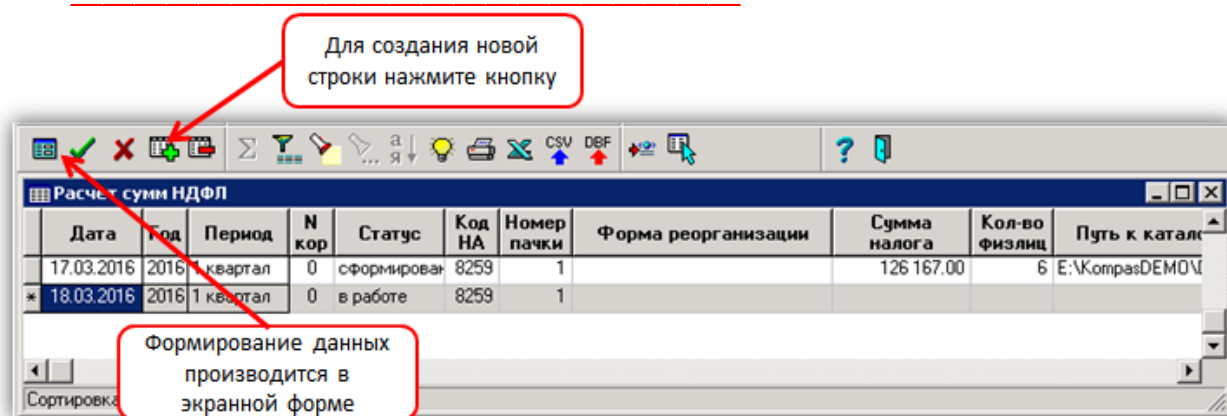 Для создания новой
строки нажмите кнопку
Σ а я CSV DBF ?
Расчет сумм НДФЛ
Дата Год Период N кор Статус Код НА Номер пачки Форма реорганизации Сумма налога Кол-во физлиц Путь к катало
17.03.2016 2016 1 квартал 0 сформирован 8259 1 126 167.00 6 E:\KompasDEMO\D
* 18.03.2016 2016 1 квартал 0 в работе 8259 1
Формирование данных
производится в
экранной форме
Сортировка